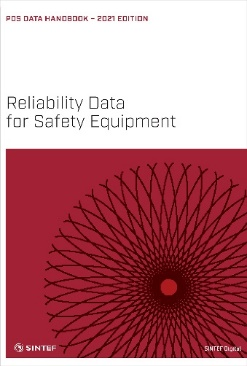 PDS DATA HANDBOOK – 2021 EDITION
Reliability Data
for Safety Equipment
SINTEF
SINTEF Digital